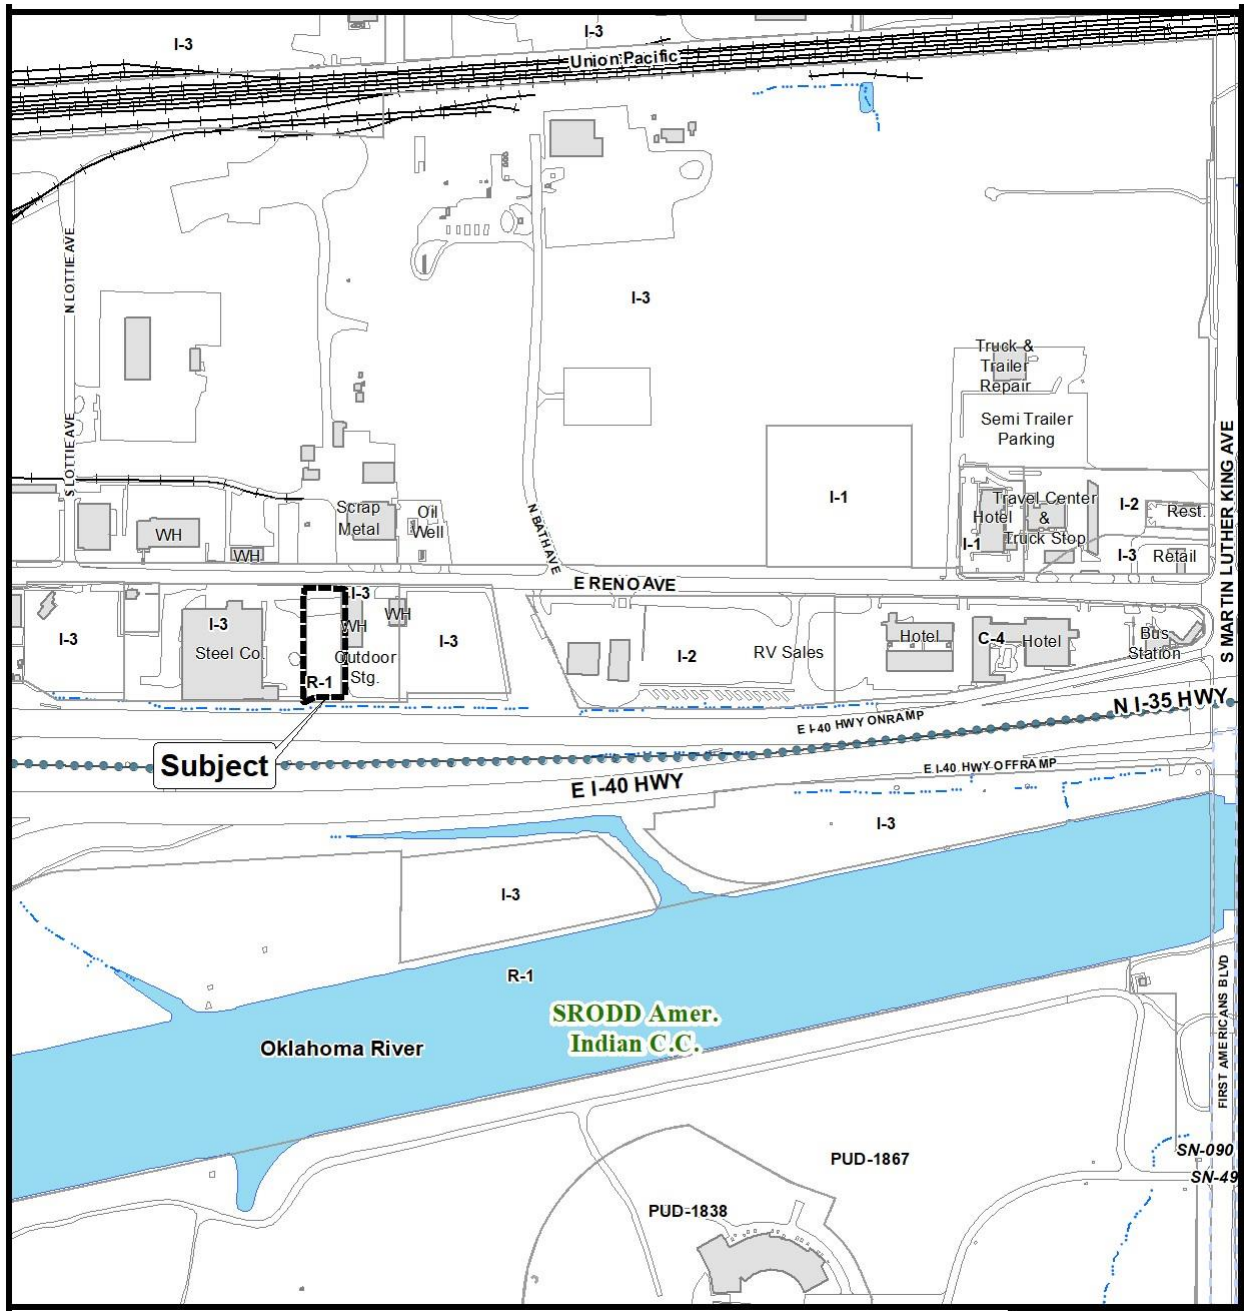 I-3
I-3
Union Pacific
N LOTTIE AVE
I-3
Truck &
Trailer
Repair
Semi Trailer
Parking
S LOTTIE AVE
S MARTIN LUTHER KING AVE
I-1
Scrap
Metal
Oil
Well
N BATH AVE
Hotel
Travel Center
&
Truck Stop
I-2
Rest.
WH
WH
I-1
I-3
Retail
E RENO AVE
I-3
I-3
I-3
Steel Co
R-1
WH
WH
Outdoor
Stg.
I-3
I-2
RV Sales
Hotel
C-4
Hotel
Bus
Station
N I-35 HWY
E I-40 HWY ONRAMP
Subject
E I-40 HWY
E I-40 HWY OFFRAMP
I-3
I-3
R-1
SRODD Amer.
Indian C.C.
Oklahoma River
FIRST AMERICANS BLVD
PUD-1867
SN-090
SN-49
PUD-1838